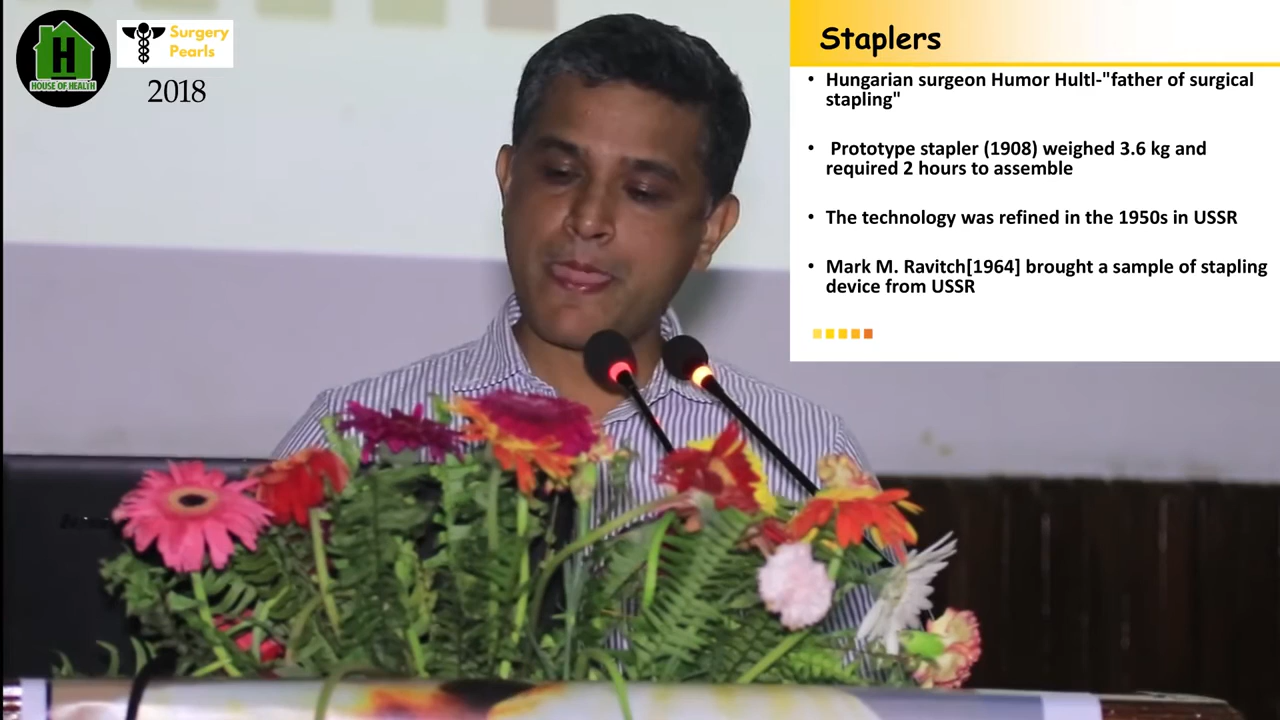 H
HOUSE OF HEALTH
Surgery
Pearls
2018
Staplers
• Hungarian surgeon Humor Hultl-"father of surgical
stapling"
• Prototype stapler (1908) weighed 3.6 kg and
required 2 hours to assemble
• The technology was refined in the 1950s in USSR
• Mark M. Ravitch[1964] brought a sample of stapling
device from USSR